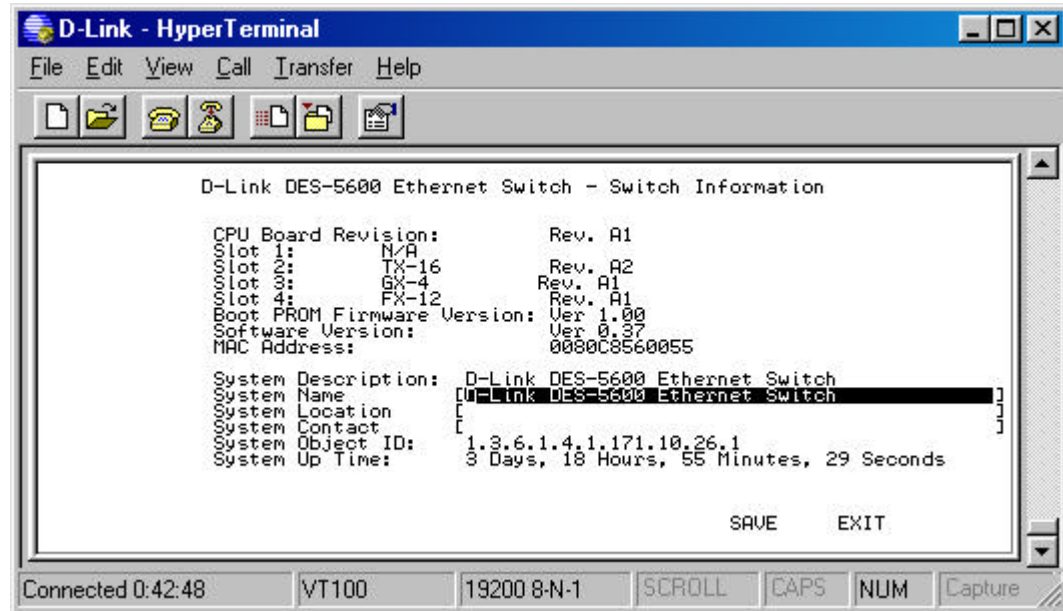 D-Link - HyperTerminal
File Edit View Call Transfer Help
D-Link DES-5600 Ethernet Switch - Switch Information
CPU Board Revision: Rev. A1
Slot 1: N/A
Slot 2: TX-16 Rev. A2
Slot 3: GX-4 Rev. A1
Slot 4: FX-12 Rev. A1
Boot PROM Firmware Version: Ver 1.00
Software Version: Ver 0.37
MAC Address: 0080C8560055
System Description: D-Link DES-5600 Ethernet Switch
System Name [D-Link DES-5600 Ethernet Switch ]
System Location [ ]
System Contact [ ]
System Object ID: 1.3.6.1.4.1.171.10.26.1
System Up Time: 3 Days, 18 Hours, 55 Minutes, 29 Seconds
SAVE EXIT
Connected 0:42:48 VT100 19200 8-N-1 SCROLL CAPS NUM Capture